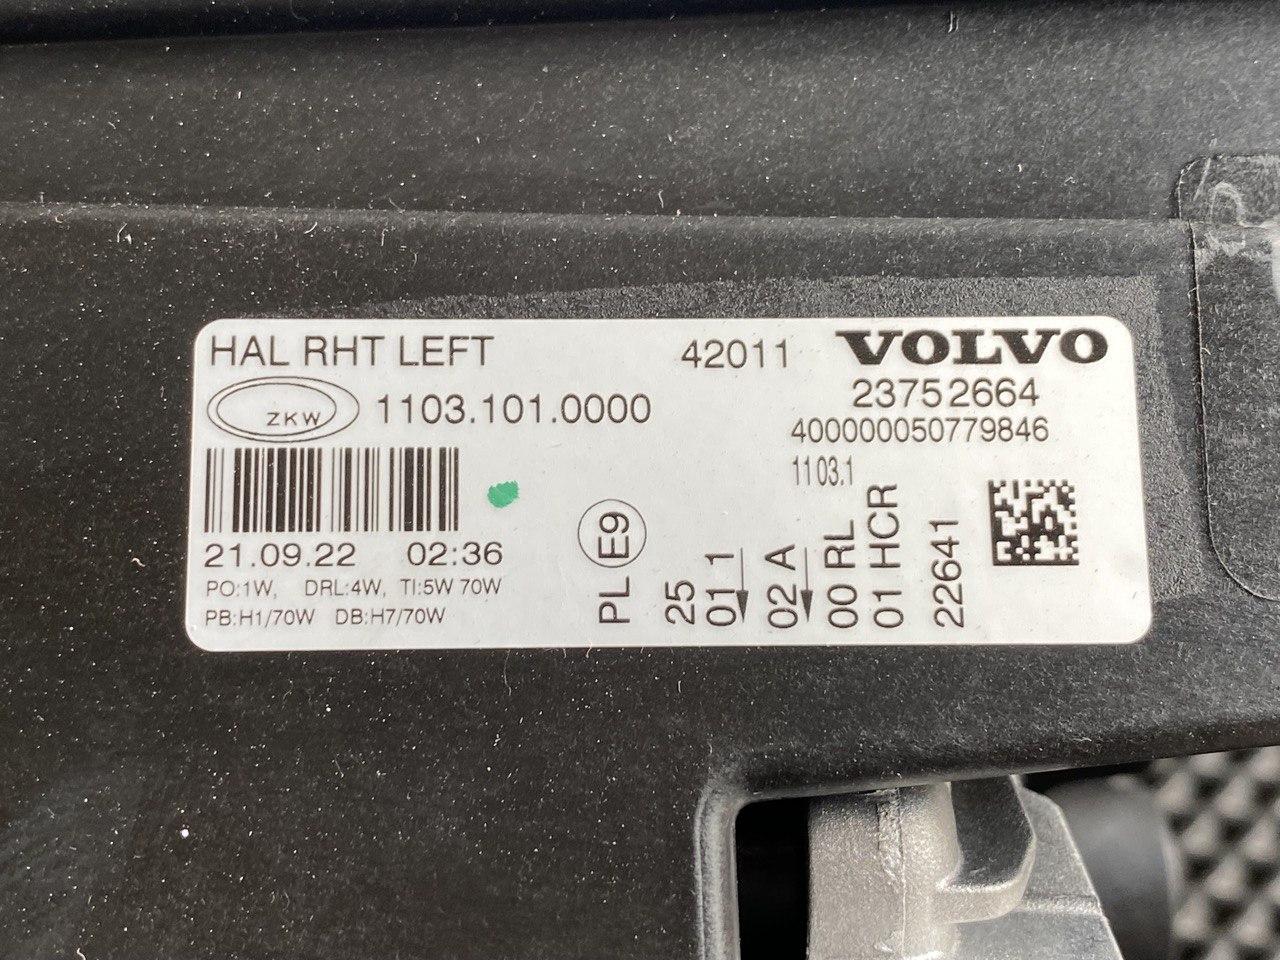 HAL RHT LEFT 42011 VOLVO
ZKW 1103.101.0000 23752664
400000050779846
1103.1
21.09.22 02:36
PO:1W, DRL:4W, TI:5W 70W
PB:H1/70W DB:H7/70W
PL E9
25
01 1
02 A
00 RL
01 HCR
22641